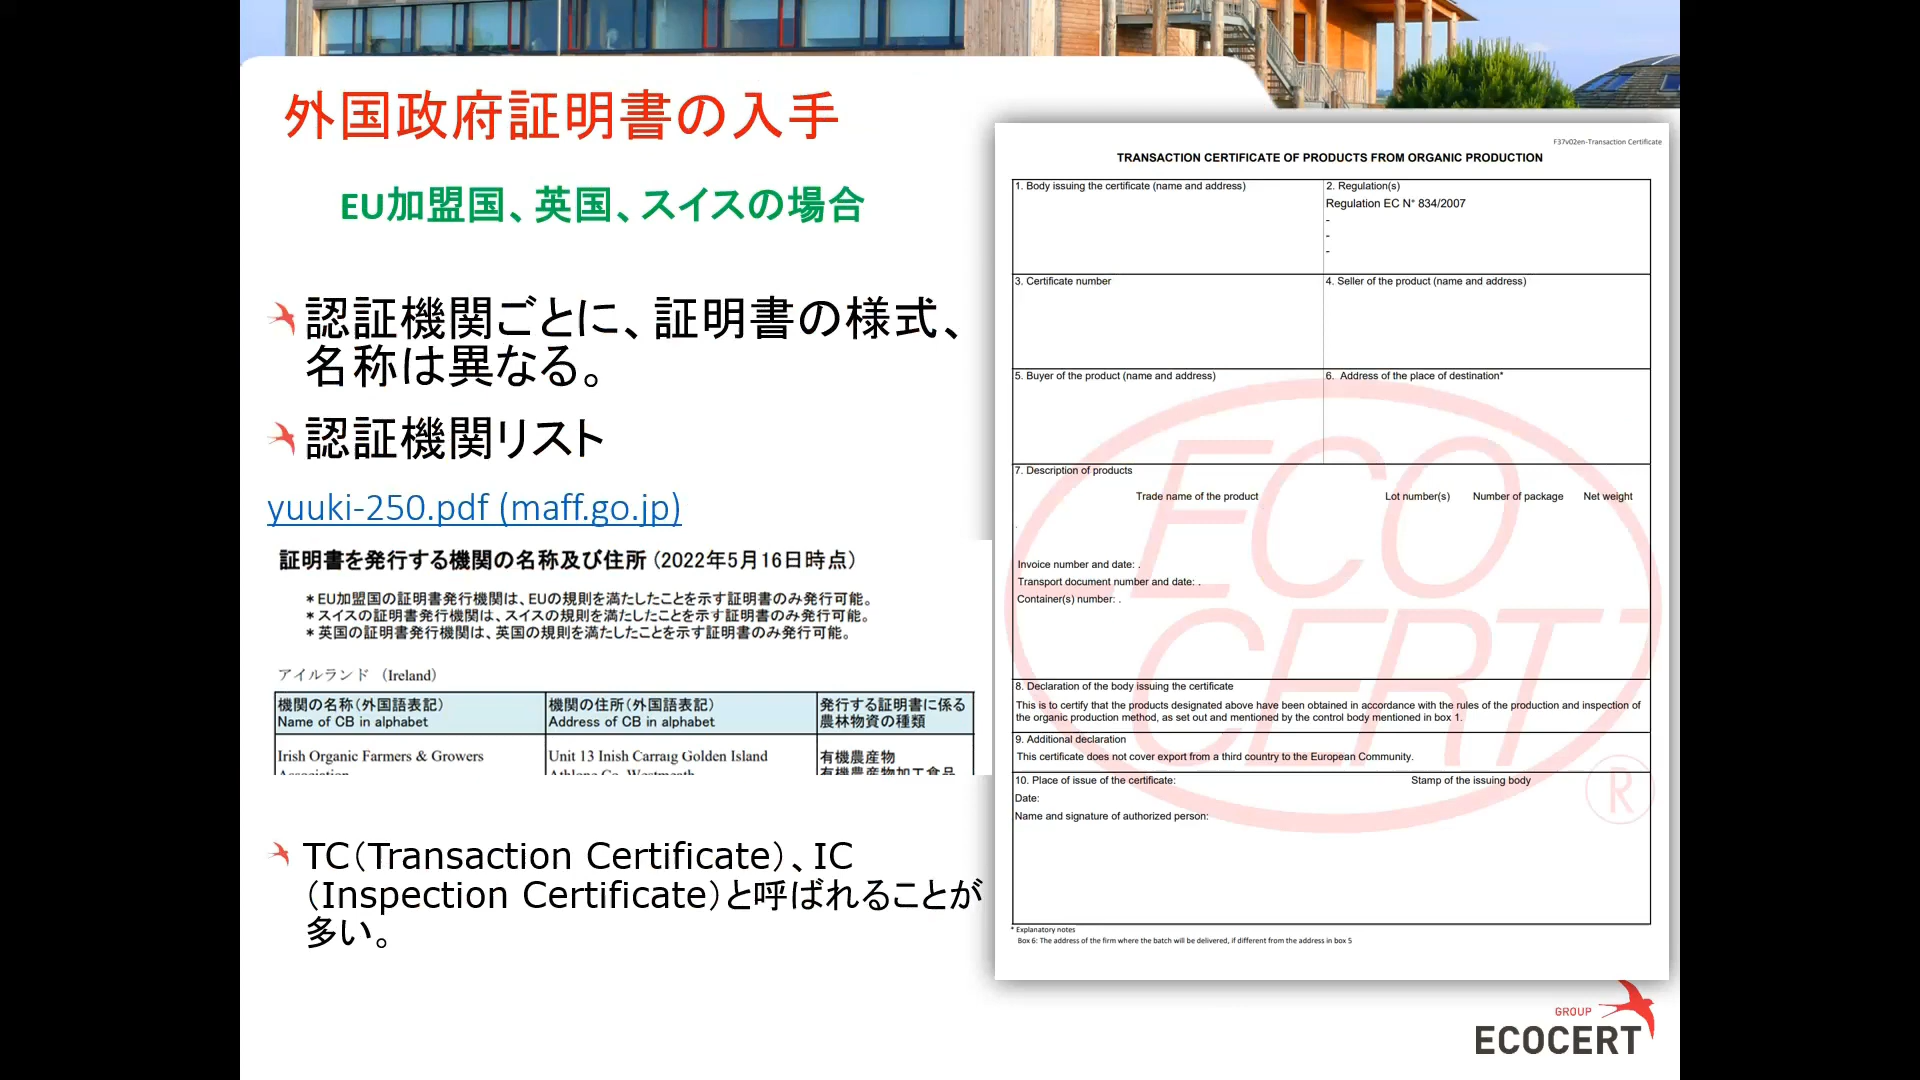 外国政府証明書の入手
EU加盟国、英国、スイスの場合
認証機関ごとに、証明書の様式、
名称は異なる。
認証機関リスト
yuuki-250.pdf (maff.go.jp)
証明書を発行する機関の名称及び住所 (2022年5月16日時点)
＊EU加盟国の証明書発行機関は、EUの規則を満たしたことを示す証明書のみ発行可能。
＊スイスの証明書発行機関は、スイスの規則を満たしたことを示す証明書のみ発行可能。
＊英国の証明書発行機関は、英国の規則を満たしたことを示す証明書のみ発行可能。
アイルランド (Ireland)
機関の名称(外国語表記) 機関の住所(外国語表記) 発行する証明書に係る
Name of CB in alphabet Address of CB in alphabet 農林物資の種類
Irish Organic Farmers & Growers Unit 13 Inish Carraig Golden Island 有機農産物
Association Athlone Co. Westmeath 有機農産物加工食品
TC(Transaction Certificate)、IC
(Inspection Certificate)と呼ばれることが
多い。
F37v02en-Transaction Certificate
TRANSACTION CERTIFICATE OF PRODUCTS FROM ORGANIC PRODUCTION
1. Body issuing the certificate (name and address) 2. Regulation(s)
Regulation EC N° 834/2007
-
-
-
3. Certificate number 4. Seller of the product (name and address)
5. Buyer of the product (name and address) 6. Address of the place of destination*
7. Description of products
Trade name of the product Lot number(s) Number of package Net weight
.
Invoice number and date: .
Transport document number and date: .
Container(s) number: .
8. Declaration of the body issuing the certificate
This is to certify that the products designated above have been obtained in accordance with the rules of the production and inspection of
the organic production method, as set out and mentioned by the control body mentioned in box 1.
9. Additional declaration
This certificate does not cover export from a third country to the European Community.
10. Place of issue of the certificate: Stamp of the issuing body
Date:
Name and signature of authorized person:
* Explanatory notes
Box 6: The address of the firm where the batch will be delivered, if different from the address in box 5
ECO
CERT
®
GROUP
ECOCERT